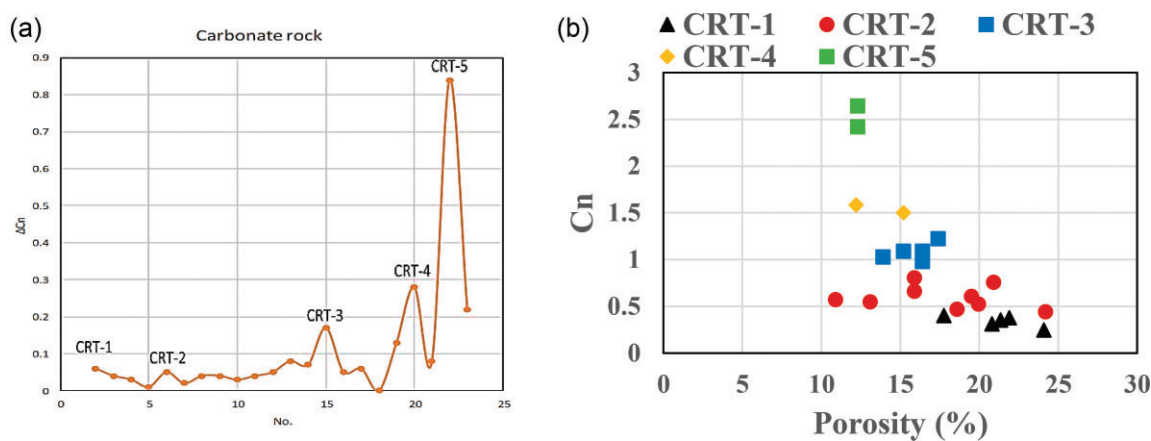 (a)
Carbonate rock
0.9
0.8
0.7
0.6
0.5
0.4
0.3
0.2
0.1
0
ΔCn
CRT-1
CRT-2
CRT-3
CRT-4
CRT-5
0 5 10 15 20 25
No.
(b)
CRT-1 CRT-2 CRT-3
CRT-4 CRT-5
3
2.5
2
1.5
1
0.5
0
Cn
0 5 10 15 20 25 30
Porosity (%)